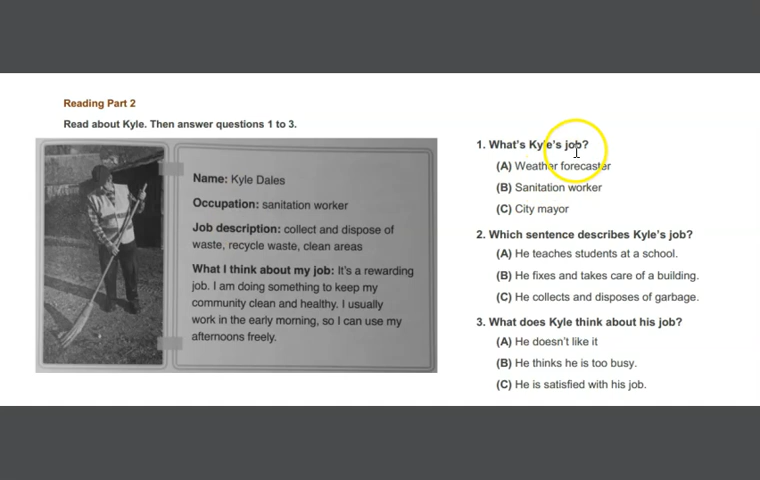 Reading Part 2
Read about Kyle. Then answer questions 1 to 3.
Name: Kyle Dales
Occupation: sanitation worker
Job description: collect and dispose of
waste, recycle waste, clean areas
What I think about my job: It's a rewarding
job. I am doing something to keep my
community clean and healthy. I usually
work in the early morning, so I can use my
afternoons freely.
1. What's Kyle's job?
(A) Weather forecaster
(B) Sanitation worker
(C) City mayor
2. Which sentence describes Kyle's job?
(A) He teaches students at a school.
(B) He fixes and takes care of a building.
(C) He collects and disposes of garbage.
3. What does Kyle think about his job?
(A) He doesn't like it
(B) He thinks he is too busy.
(C) He is satisfied with his job.